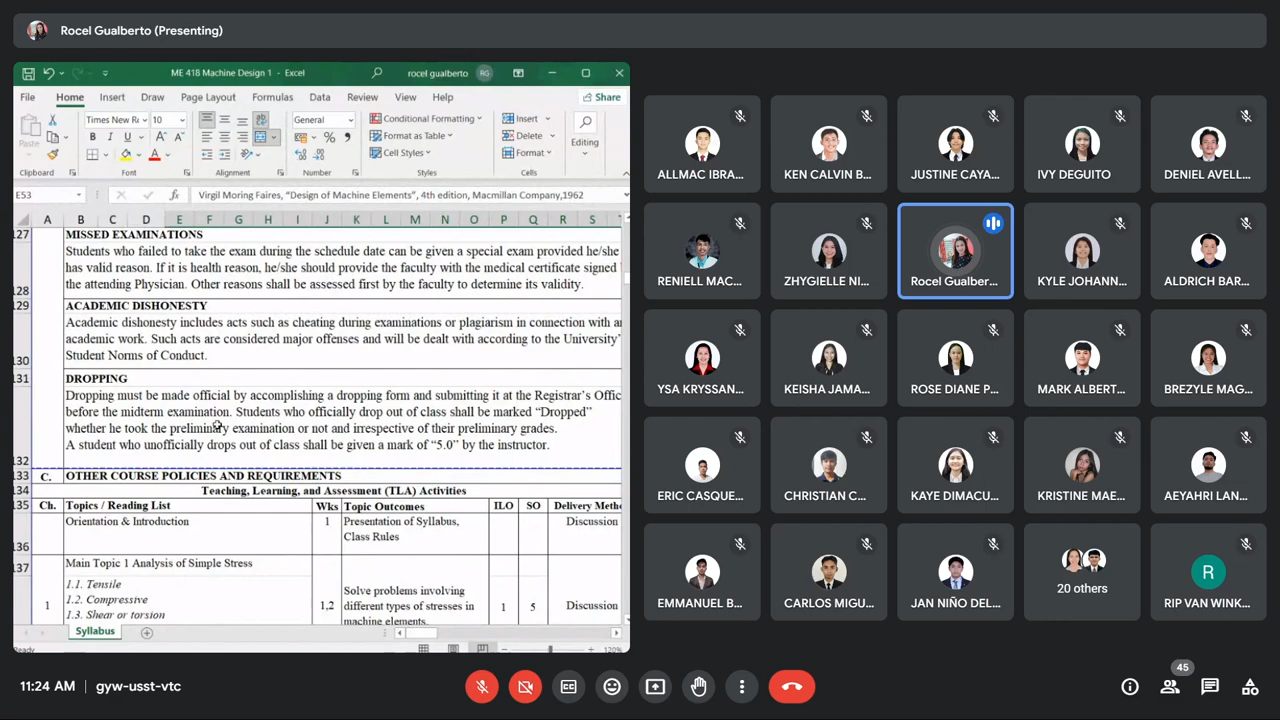 Rocel Gualberto (Presenting)
ME 418 Machine Design 1 - Excel
rocel gualberto
RG
File Home Insert Draw Page Layout Formulas Data Review View Help Share
Paste
Times New Rı 10
General
Conditional Formatting
Format as Table
Cell Styles
Insert
Delete
Format
Editing
Clipboard Font Alignment Number Styles Cells
E53
fx
Virgil Moring Faires, “Design of Machine Elements”, 4th edition, Macmillan Company,1962
A B C D E F G H I J K L M N O P Q R S
127 MISSED EXAMINATIONS
Students who failed to take the exam during the schedule date can be given a special exam provided he/she
has valid reason. If it is health reason, he/she should provide the faculty with the medical certificate signed
128 the attending Physician. Other reasons shall be assessed first by the faculty to determine its validity.
129 ACADEMIC DISHONESTY
Academic dishonesty includes acts such as cheating during examinations or plagiarism in connection with
academic work. Such acts are considered major offenses and will be dealt with according to the University’
130 Student Norms of Conduct.
131 DROPPING
Dropping must be made official by accomplishing a dropping form and submitting it at the Registrar’s Offic
before the midterm examination. Students who officially drop out of class shall be marked “Dropped”
whether he took the preliminary examination or not and irrespective of their preliminary grades.
A student who unofficially drops out of class shall be given a mark of “5.0” by the instructor.
132
133 C. OTHER COURSE POLICIES AND REQUIREMENTS
134 Teaching, Learning, and Assessment (TLA) Activities
135 Ch. Topics / Reading List Wks Topic Outcomes ILO SO Delivery Metho
136 Orientation & Introduction 1 Presentation of Syllabus, Class Rules Discussion
137 Main Topic 1 Analysis of Simple Stress
1.1. Tensile
1.2. Compressive
1.3. Shear or torsion
1 1,2 Solve problems involving different types of stresses in machine elements. 1 5 Discussion
Syllabus
Ready
120%
ALLMAC IBRA...
KEN CALVIN B...
JUSTINE CAYA...
IVY DEGUITO
DENIEL AVELL...
RENIELL MAC...
ZHYGIELLE NI...
Rocel Gualber...
KYLE JOHANN...
ALDRICH BAR...
YSA KRYSSAN...
KEISHA JAMA...
ROSE DIANE P...
MARK ALBERT...
BREZYLE MAG...
ERIC CASQUE...
CHRISTIAN C...
KAYE DIMACU...
KRISTINE MAE...
AEYAHRI LAN...
EMMANUEL B...
CARLOS MIGU...
JAN NIÑO DEL...
20 others
R
RIP VAN WINK...
11:24 AM | gyw-usst-vtc
45